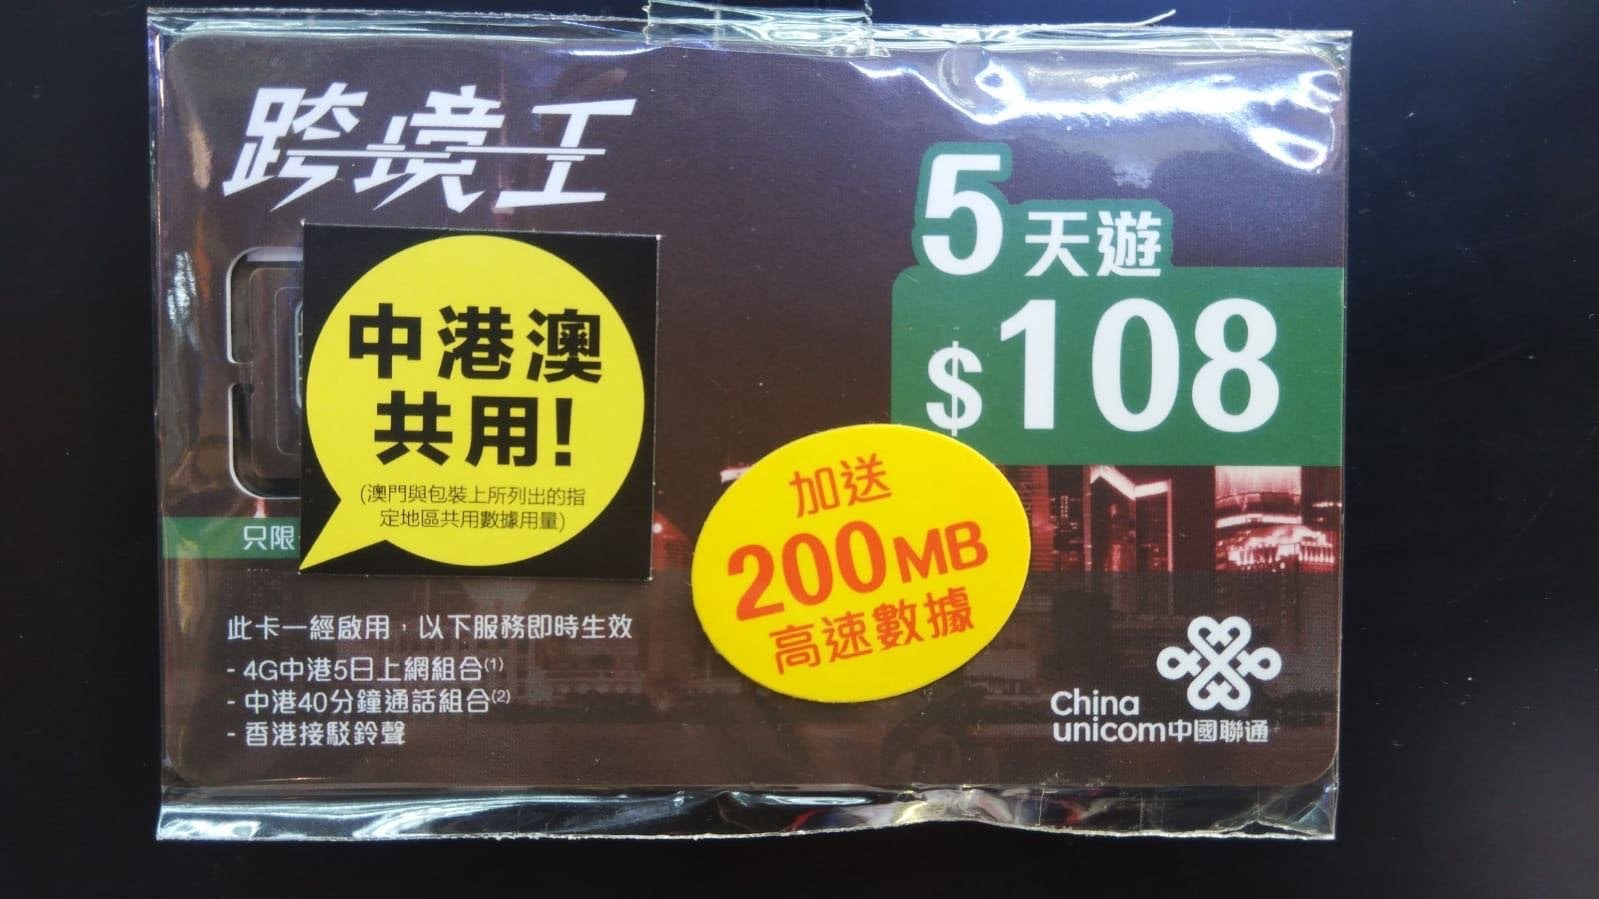 跨境王
5天遊
$108
中港澳
共用!
(澳門與包裝上所列出的指
定地區共用數據用量)
只限
加送
200MB
高速數據
此卡一經啟用，以下服務即時生效
- 4G中港5日上網組合(1)
- 中港40分鐘通話組合(2)
- 香港接駁鈴聲
China
unicom中國聯通